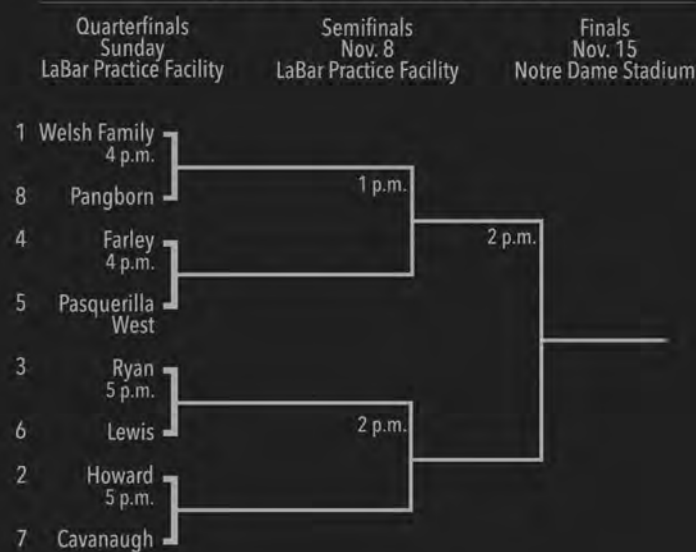 Quarterfinals
Sunday
LaBar Practice Facility
Semifinals
Nov. 8
LaBar Practice Facility
Finals
Nov. 15
Notre Dame Stadium
1 Welsh Family
4 p.m.
8 Pangborn
4 Farley
4 p.m.
5 Pasquerilla
West
3 Ryan
5 p.m.
6 Lewis
2 Howard
5 p.m.
7 Cavanaugh
1 p.m.
2 p.m.
2 p.m.